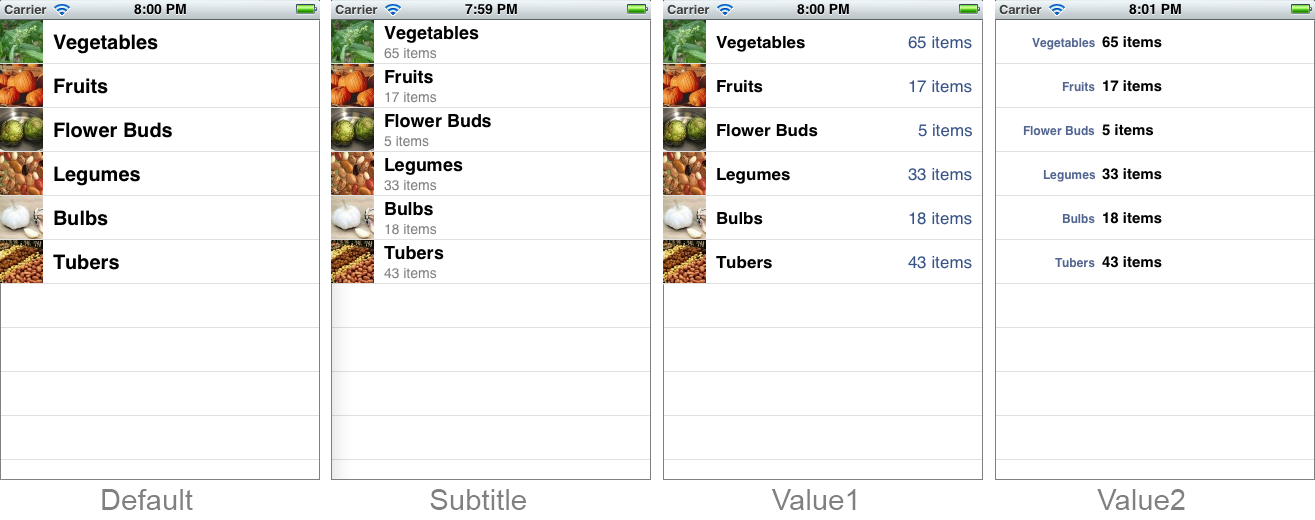 Carrier 8:00 PM
Vegetables
Fruits
Flower Buds
Legumes
Bulbs
Tubers
Default
Carrier 7:59 PM
Vegetables
65 items
Fruits
17 items
Flower Buds
5 items
Legumes
33 items
Bulbs
18 items
Tubers
43 items
Subtitle
Carrier 8:00 PM
Vegetables 65 items
Fruits 17 items
Flower Buds 5 items
Legumes 33 items
Bulbs 18 items
Tubers 43 items
Value1
Carrier 8:01 PM
Vegetables 65 items
Fruits 17 items
Flower Buds 5 items
Legumes 33 items
Bulbs 18 items
Tubers 43 items
Value2